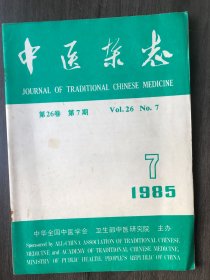 中医杂志
JOURNAL OF TRADITIONAL CHINESE MEDICINE
第26卷 第7期 Vol.26 No.7
7
1985
中华全国中医学会 卫生部中医研究院 主办
Sponsored by ALL-CHINA ASSOCIATION OF TRADITIONAL CHINESE
MEDICINE and ACADEMY OF TRADITIONAL CHINESE MEDICINE,
MINISTRY OF PUBLIC HEALTH, PEOPLE'S REPUBLIC OF CHINA